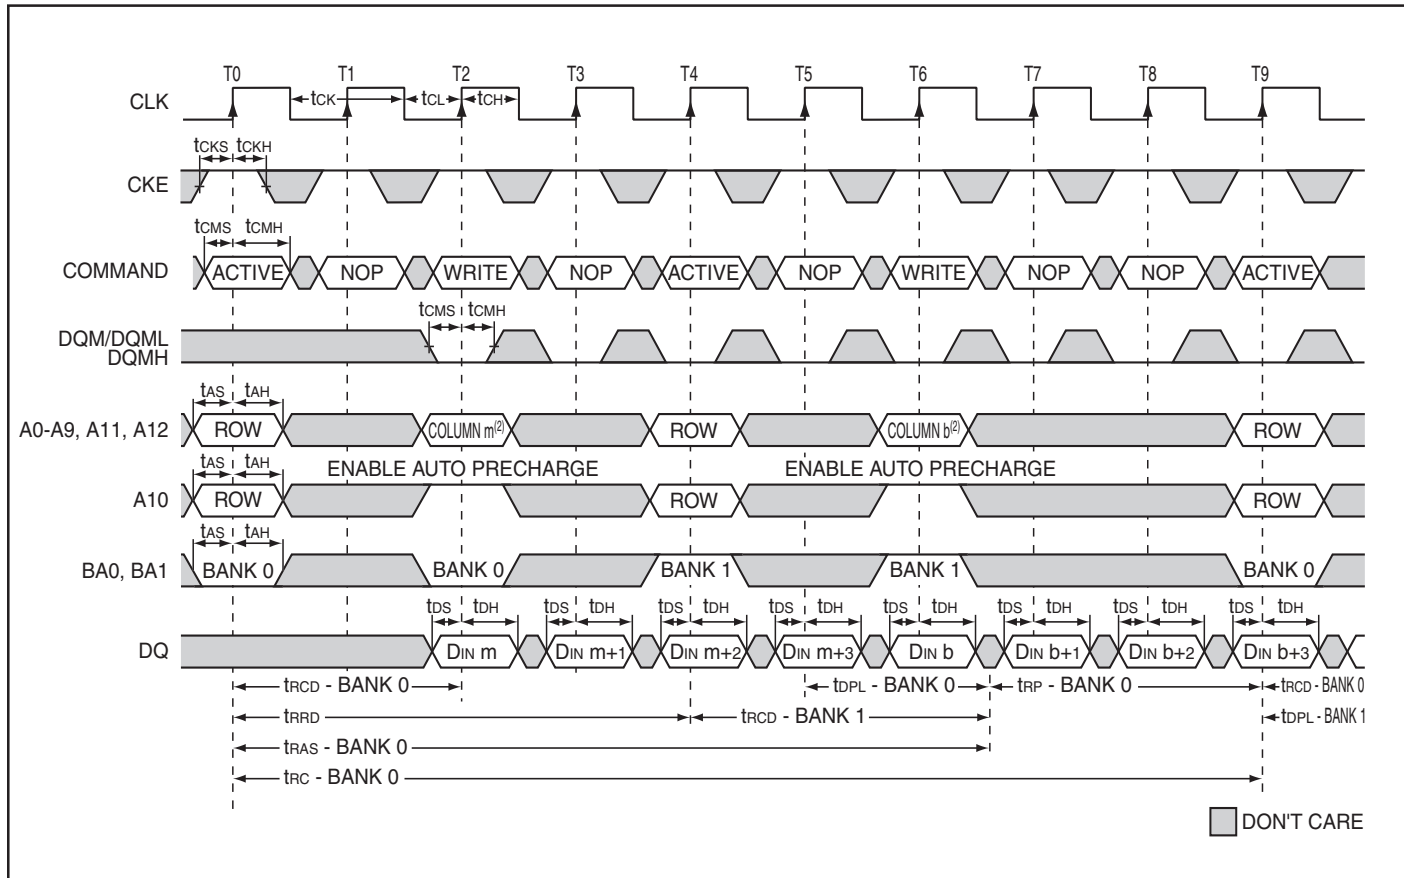 T0 T1 T2 T3 T4 T5 T6 T7 T8 T9
CLK tCK tCL tCH
tCKS tCKH
CKE
tCMS tCMH
COMMAND ACTIVE NOP WRITE NOP ACTIVE NOP WRITE NOP NOP ACTIVE
tCMS tCMH
DQM/DQML
DQMH
tAS tAH
A0-A9, A11, A12 ROW COLUMN m(2) ROW COLUMN b(2) ROW
tAS tAH ENABLE AUTO PRECHARGE ENABLE AUTO PRECHARGE
A10 ROW ROW ROW
tAS tAH
BA0, BA1 BANK 0 BANK 0 BANK 1 BANK 1 BANK 0
tDS tDH tDS tDH tDS tDH tDS tDH tDS tDH tDS tDH tDS tDH tDS tDH
DQ DIN m DIN m+1 DIN m+2 DIN m+3 DIN b DIN b+1 DIN b+2 DIN b+3
tRCD - BANK 0 tDPL - BANK 0 tRP - BANK 0 tRCD - BANK 0
tRRD tRCD - BANK 1 tDPL - BANK 1
tRAS - BANK 0
tRC - BANK 0
DON'T CARE